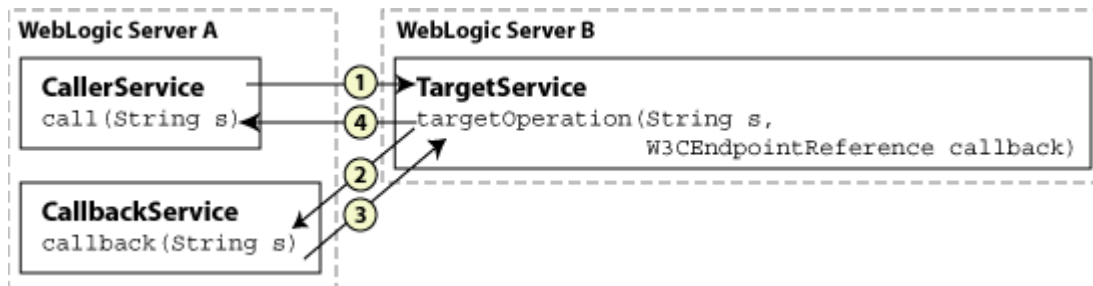 WebLogic Server A
CallerService
call(String s)
CallbackService
callback(String s)
1
4
2
3
WebLogic Server B
TargetService
targetOperation(String s,
W3CEndpointReference callback)